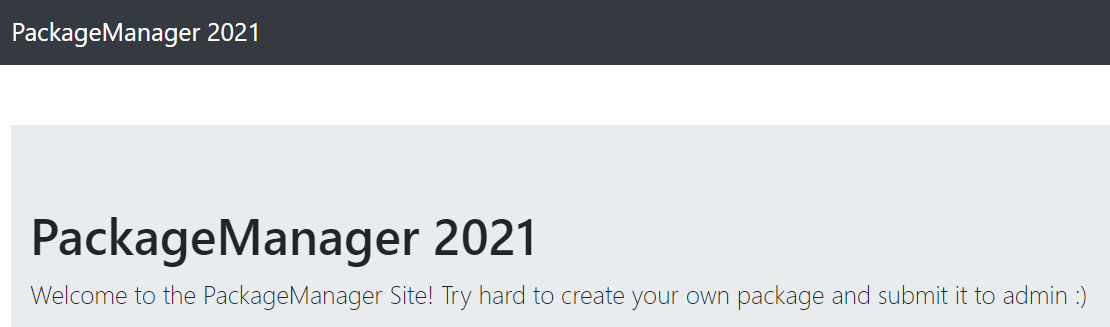 PackageManager 2021
PackageManager 2021
Welcome to the PackageManager Site! Try hard to create your own package and submit it to admin :)